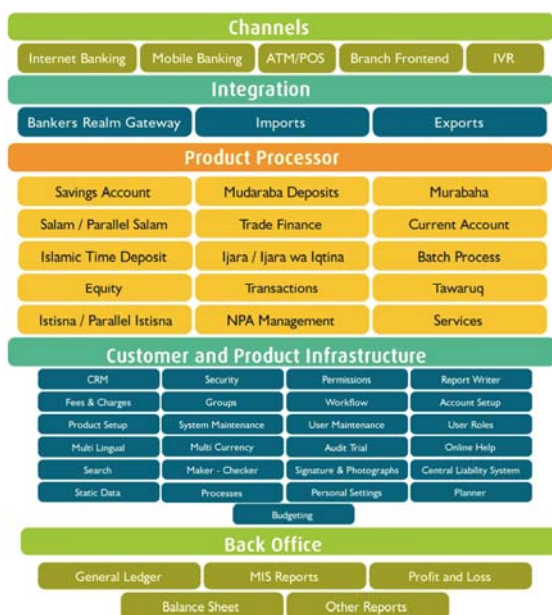 Channels
Internet Banking Mobile Banking ATM/POS Branch Frontend IVR
Integration
Bankers Realm Gateway Imports Exports
Product Processor
Savings Account Mudaraba Deposits Murabaha
Salam / Parallel Salam Trade Finance Current Account
Islamic Time Deposit Ijara / Ijara wa Iqtina Batch Process
Equity Transactions Tawaruq
Istisna / Parallel Istisna NPA Management Services
Customer and Product Infrastructure
CRM Security Permissions Report Writer
Fees & Charges Groups Workflow Account Setup
Product Setup System Maintenance User Maintenance User Roles
Multi Lingual Multi Currency Audit Trial Online Help
Search Maker - Checker Signature & Photographs Central Liability System
Static Data Processes Personal Settings Planner
Budgeting
Back Office
General Ledger MIS Reports Profit and Loss
Balance Sheet Other Reports